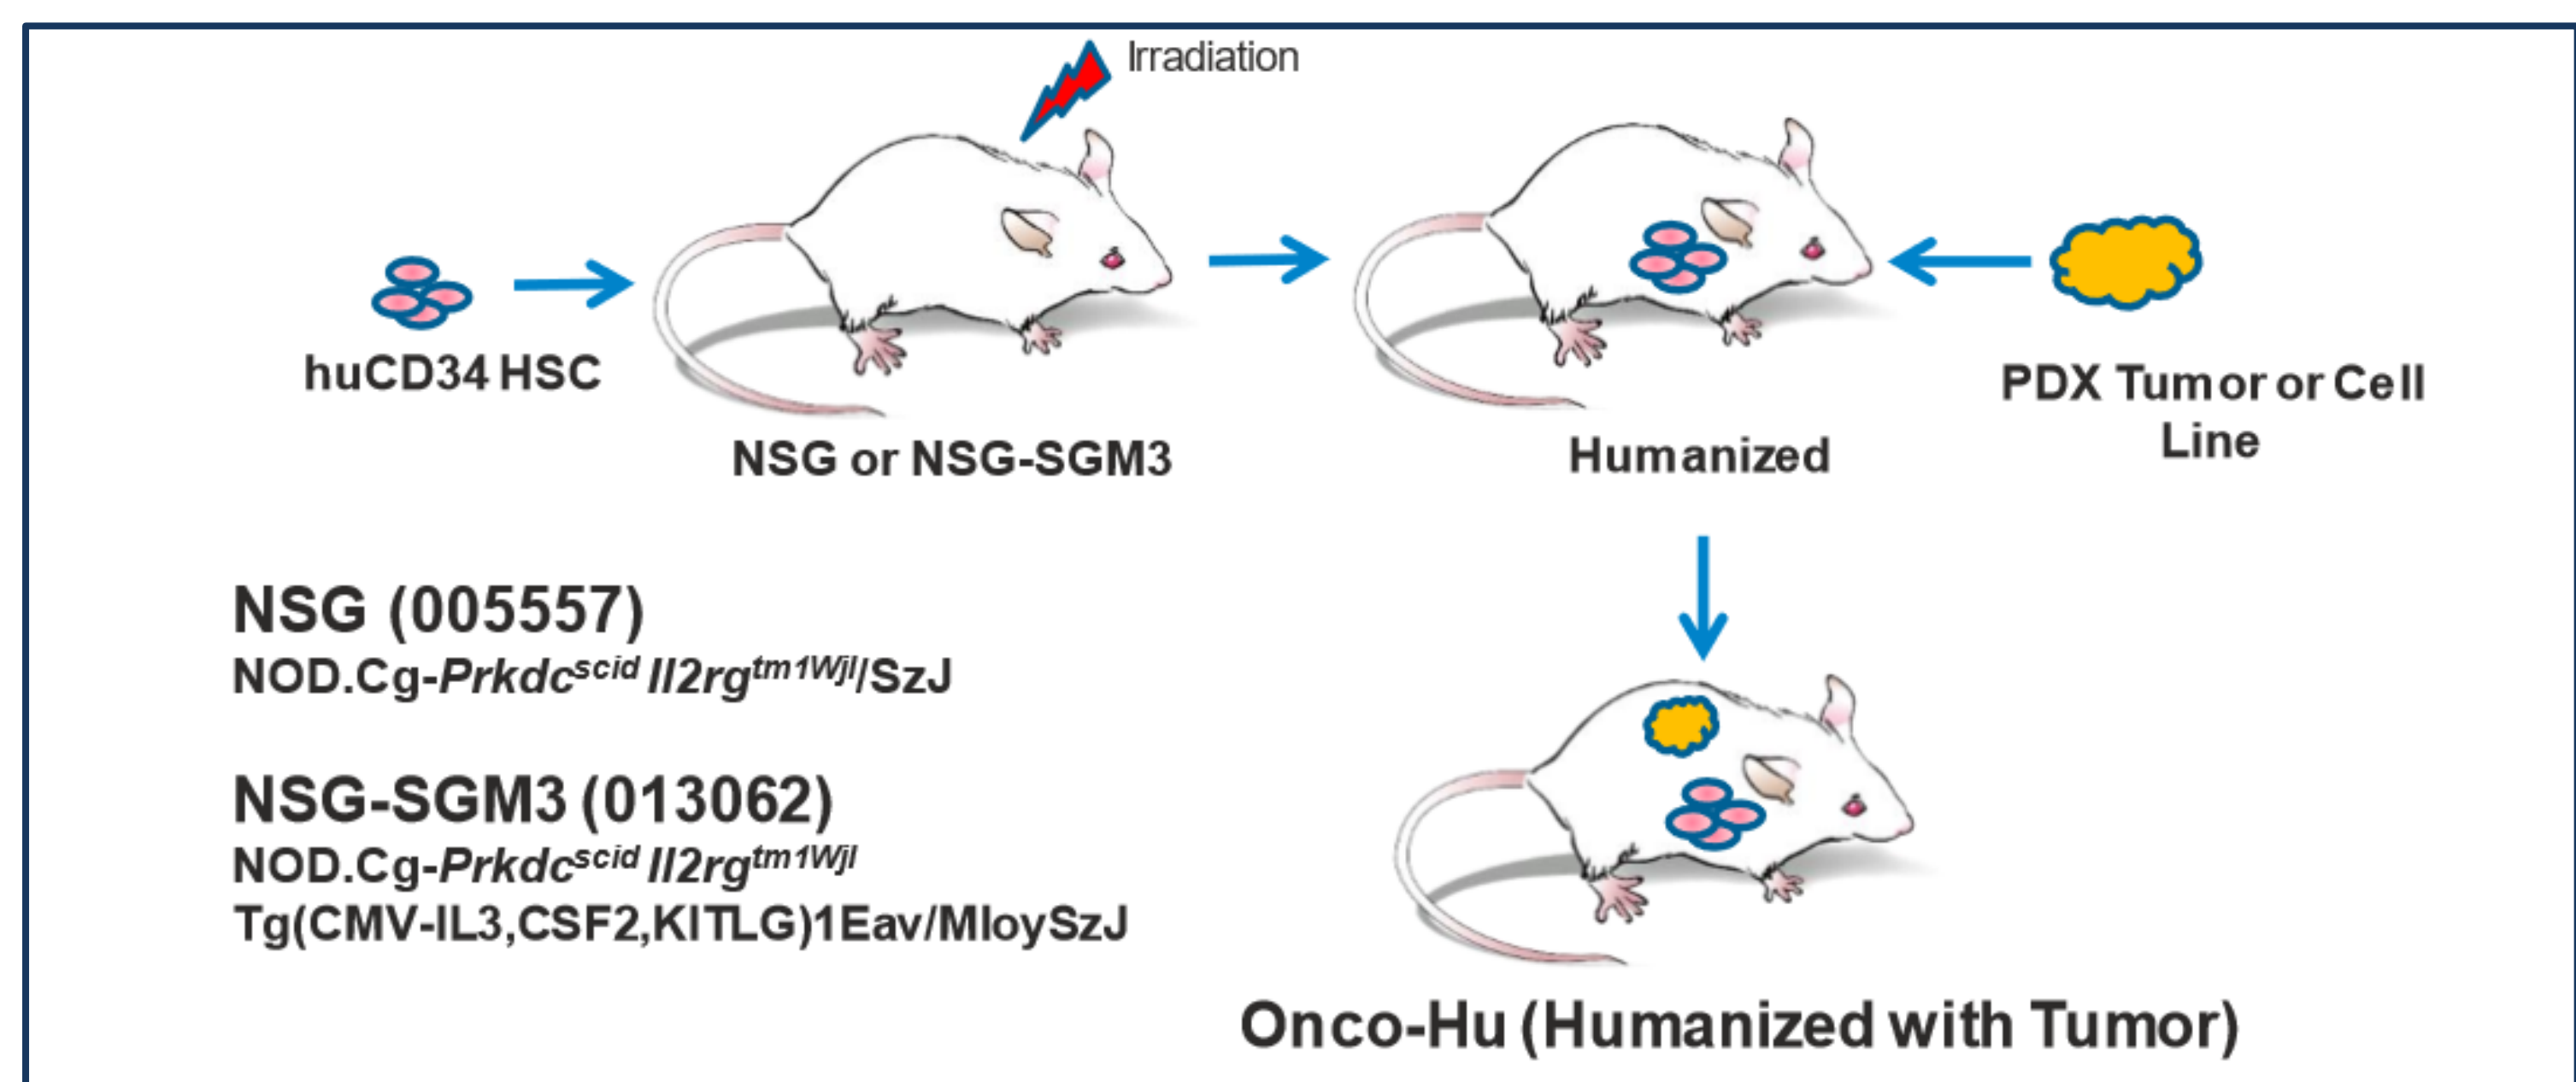 Irradiation
huCD34 HSC
NSG or NSG-SGM3
Humanized
PDX Tumor or Cell
Line
NSG (005557)
NOD.Cg-Prkdcscid Il2rgtm1Wjl/SzJ
NSG-SGM3 (013062)
NOD.Cg-Prkdcscid Il2rgtm1Wjl
Tg(CMV-IL3,CSF2,KITLG)1Eav/MloySzJ
Onco-Hu (Humanized with Tumor)